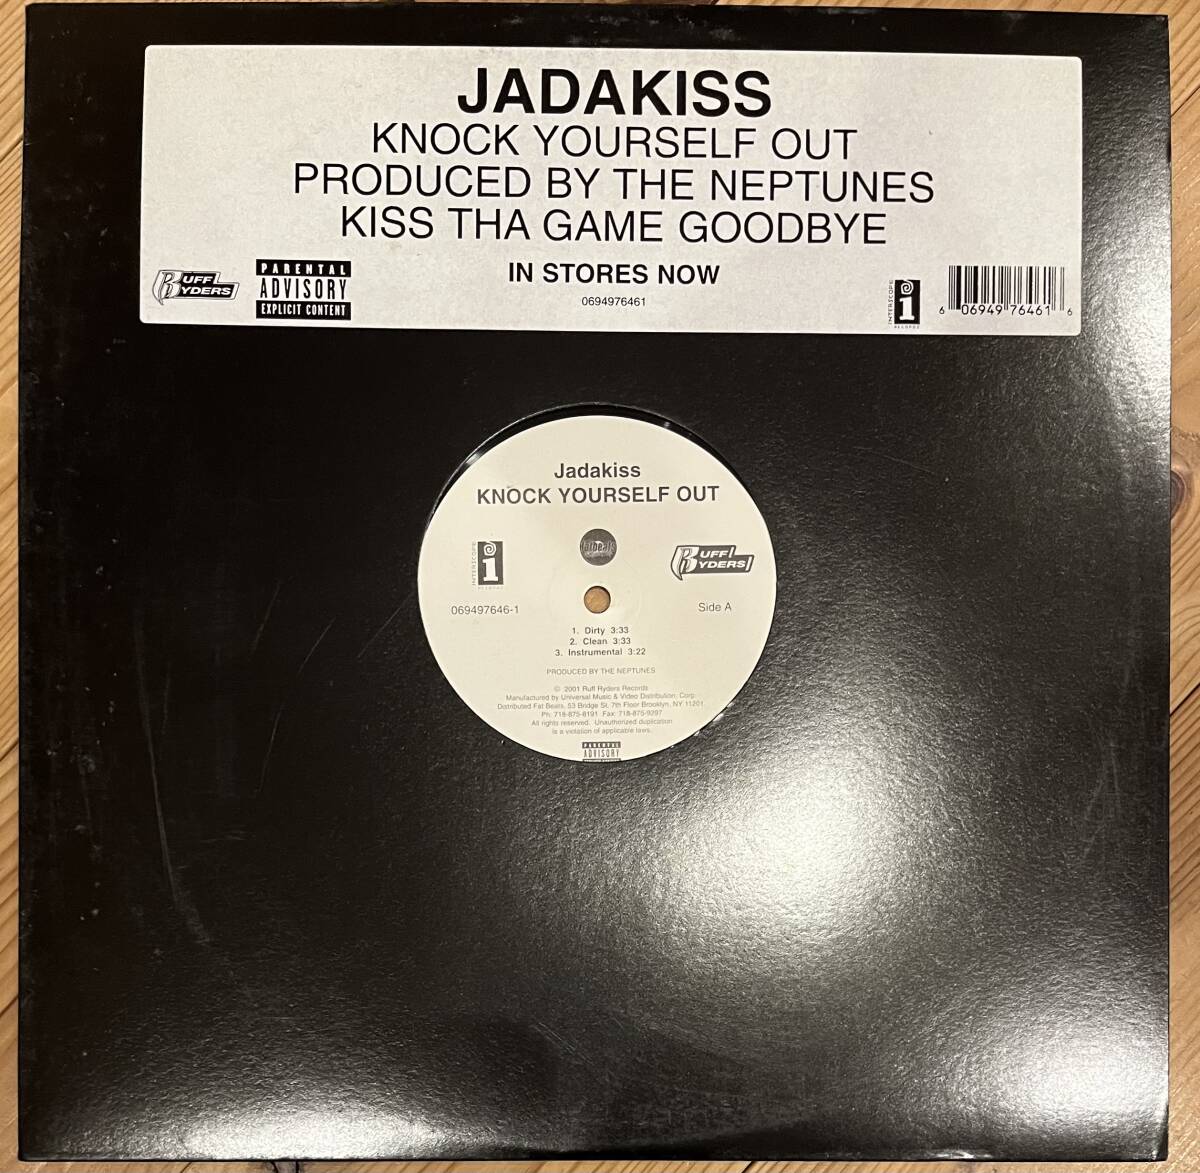 JADAKISS
KNOCK YOURSELF OUT
PRODUCED BY THE NEPTUNES
KISS THA GAME GOODBYE
IN STORES NOW
0694976461
RUFF
RYDERS
PARENTAL
ADVISORY
EXPLICIT CONTENT
INTERSCOPE
RECORDS
6 06949 76461 6
Jadakiss
KNOCK YOURSELF OUT
INTERSCOPE
fatbeats
RUFF
RYDERS
069497646-1
Side A
1. Dirty 3:33
2. Clean 3:33
3. Instrumental 3:22
PRODUCED BY THE NEPTUNES
© 2001 Ruff Ryders Records
Manufactured by Universal Music & Video Distribution, Corp.
Distributed Fat Beats, 53 Bridge St. 7th Floor Brooklyn, NY 11201
Ph: 718-875-8191 Fax: 718-875-9297
All rights reserved. Unauthorized duplication
is a violation of applicable laws.
PARENTAL
ADVISORY